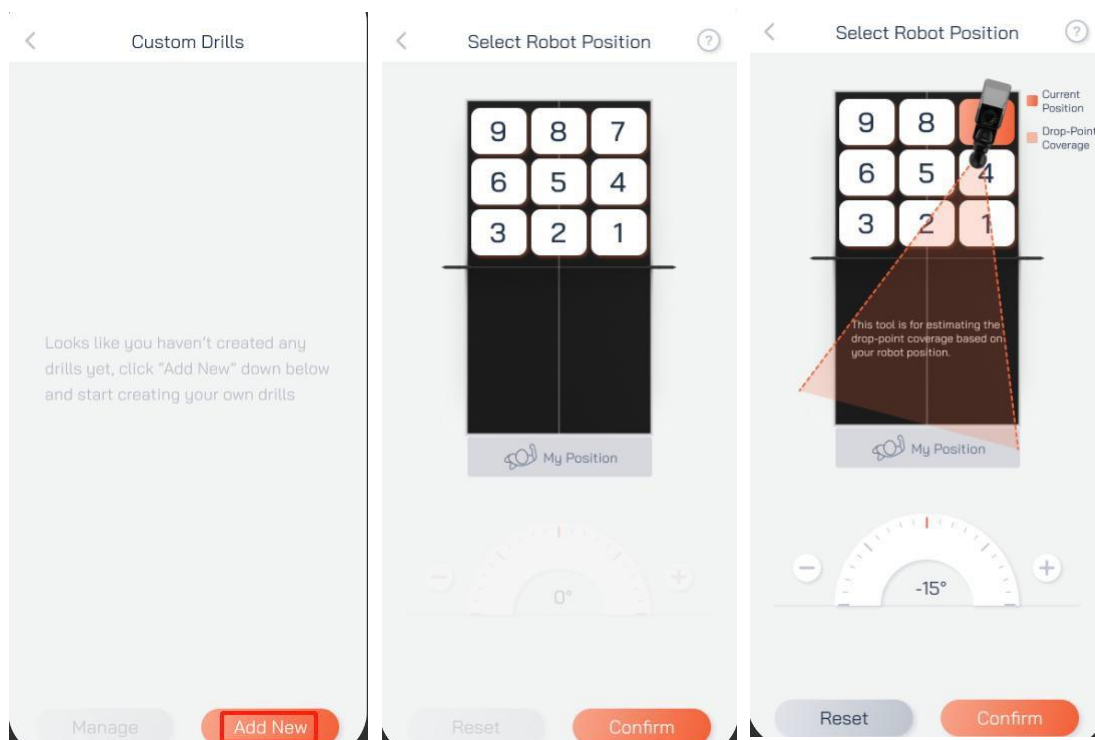 Custom Drills
Looks like you haven't created any
drills yet, click "Add New" down below
and start creating your own drills
Manage
Add New
Select Robot Position
?
9 8 7
6 5 4
3 2 1
My Position
0°
Reset
Confirm
Select Robot Position
?
Current
Position
Drop-Point
Coverage
9 8
6 5 4
3 2 1
This tool is for estimating the
drop-point coverage based on
your robot position.
My Position
-15°
Reset
Confirm